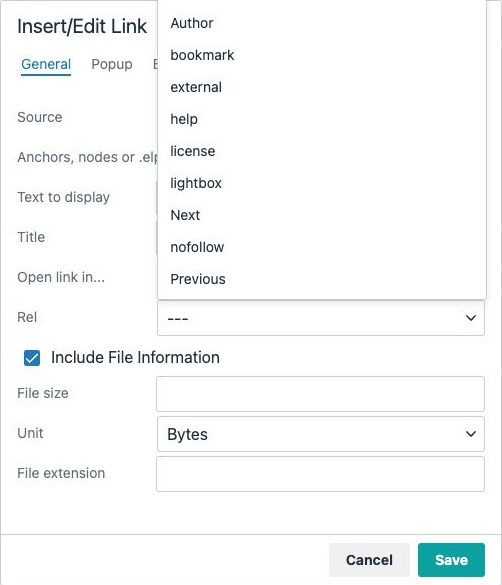 Insert/Edit Link
General Popup
Source
Anchors, nodes or .elp
Text to display
Title
Open link in...
Author
bookmark
external
help
license
lightbox
Next
nofollow
Previous
Rel ---
Include File Information
File size
Unit Bytes
File extension
Cancel Save